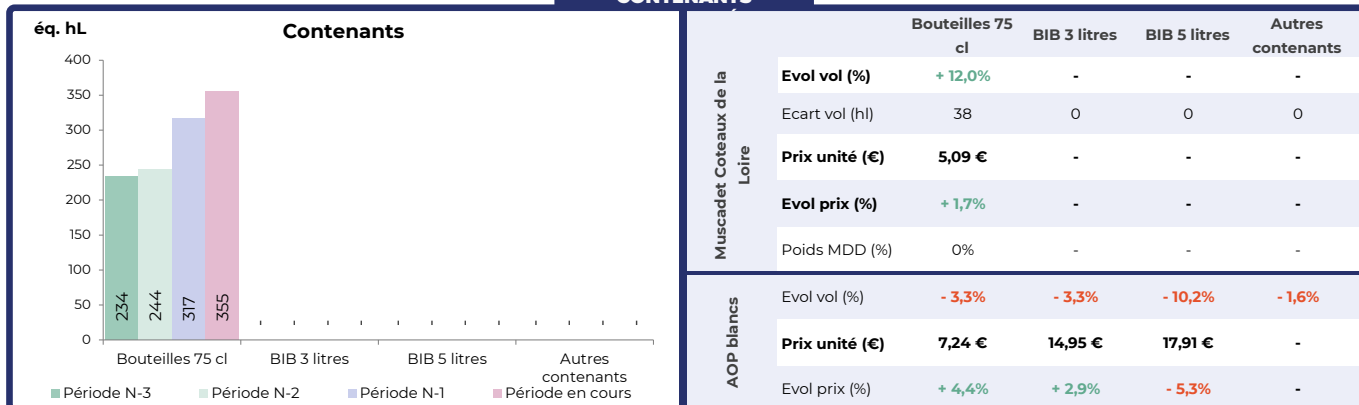 CONTENANTS
éq. hL
Contenants
400
350
300
250
200
150
100
50
0
234
244
317
355
Bouteilles 75 cl
BIB 3 litres
BIB 5 litres
Autres
contenants
Période N-3
Période N-2
Période N-1
Période en cours
Bouteilles 75
cl
BIB 3 litres
BIB 5 litres
Autres
contenants
Muscadet Coteaux de la
Loire
Evol vol (%) + 12,0% - - -
Ecart vol (hl) 38 0 0 0
Prix unité (€) 5,09 € - - -
Evol prix (%) + 1,7% - - -
Poids MDD (%) 0% - - -
AOP blancs
Evol vol (%) - 3,3% - 3,3% - 10,2% - 1,6%
Prix unité (€) 7,24 € 14,95 € 17,91 € -
Evol prix (%) + 4,4% + 2,9% - 5,3% -